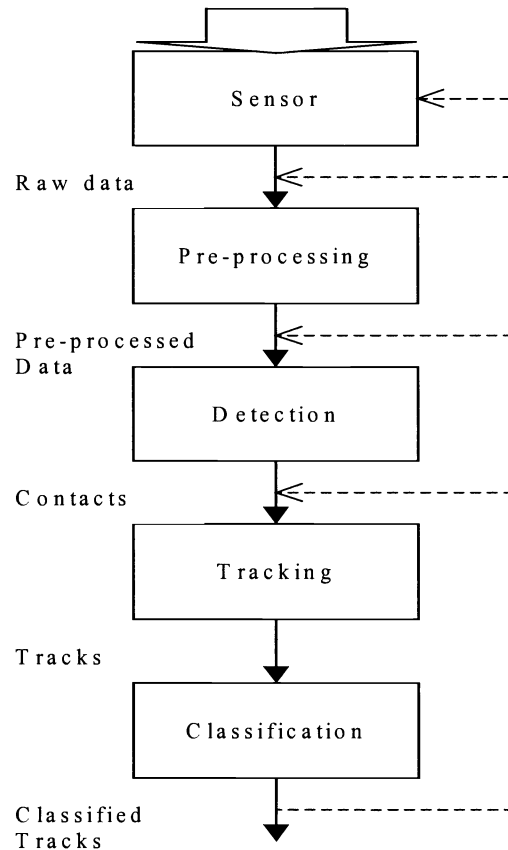 Sensor
Raw data
Pre-processing
Pre-processed
Data
Detection
Contacts
Tracking
Tracks
Classification
Classified
Tracks